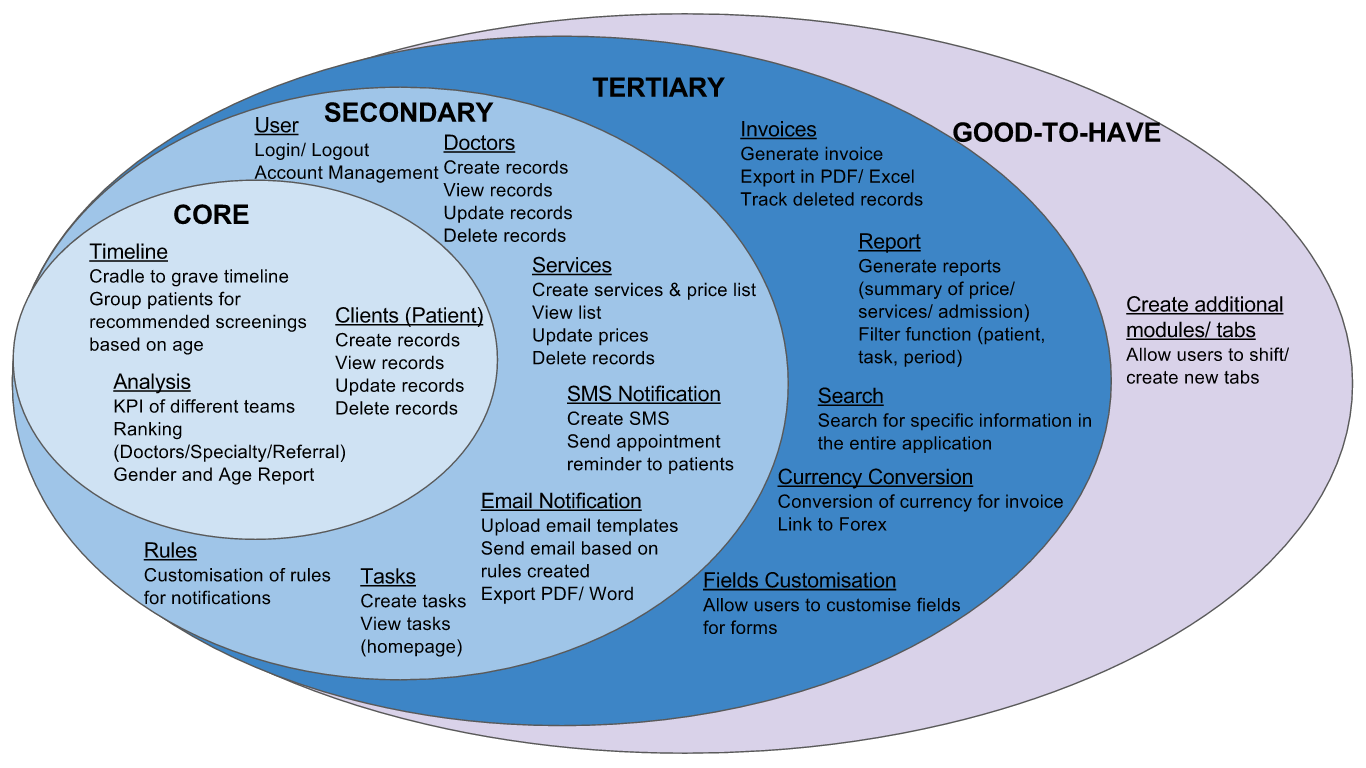 CORE
Timeline
Cradle to grave timeline
Group patients for
recommended screenings
based on age
Clients (Patient)
Create records
View records
Update records
Delete records
Analysis
KPI of different teams
Ranking
(Doctors/Specialty/Referral)
Gender and Age Report
SECONDARY
User
Login/ Logout
Account Management
Doctors
Create records
View records
Update records
Delete records
Services
Create services & price list
View list
Update prices
Delete records
SMS Notification
Create SMS
Send appointment
reminder to patients
Email Notification
Upload email templates
Send email based on
rules created
Export PDF/ Word
Rules
Customisation of rules
for notifications
Tasks
Create tasks
View tasks
(homepage)
TERTIARY
Invoices
Generate invoice
Export in PDF/ Excel
Track deleted records
Report
Generate reports
(summary of price/
services/ admission)
Filter function (patient,
task, period)
Search
Search for specific information in
the entire application
Currency Conversion
Conversion of currency for invoice
Link to Forex
Fields Customisation
Allow users to customise fields
for forms
GOOD-TO-HAVE
Create additional
modules/ tabs
Allow users to shift/
create new tabs